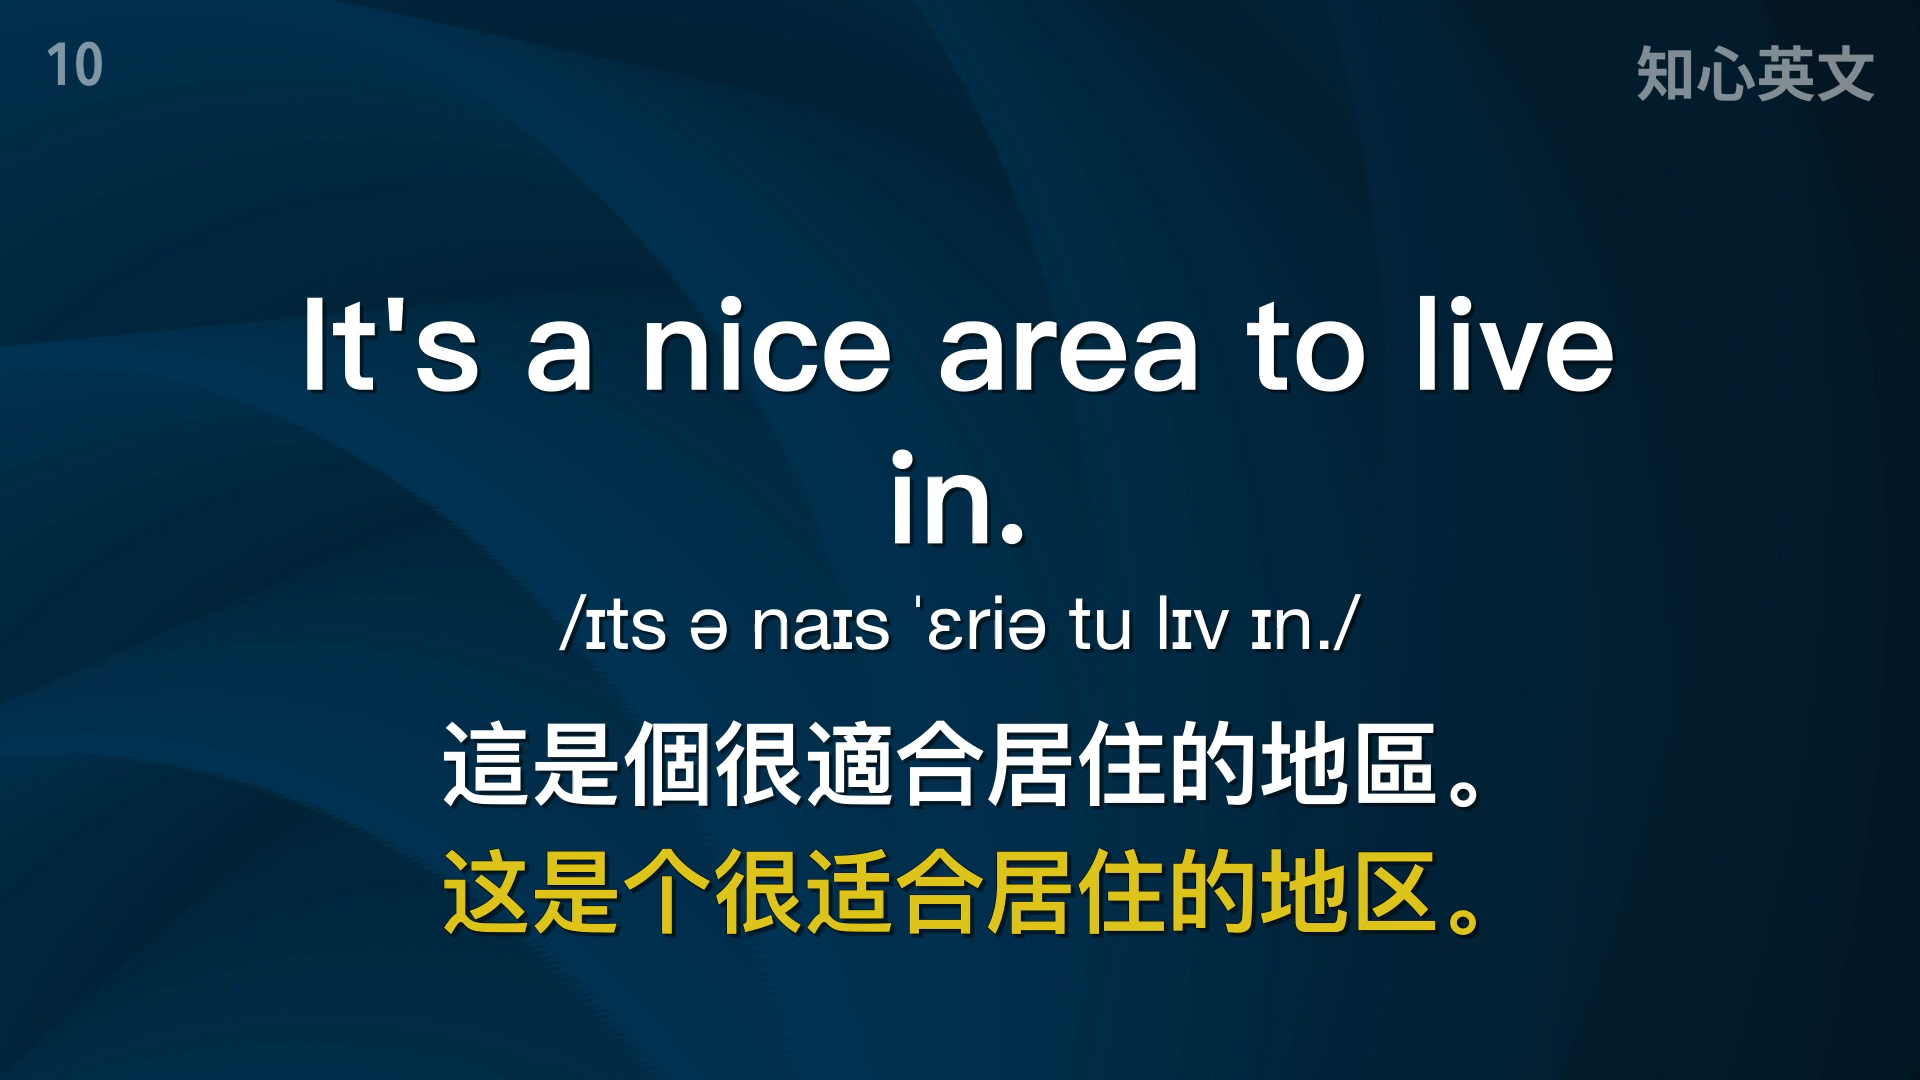 10
知心英文
It's a nice area to live
in.
/ɪts ə naɪs ˈɛriə tu lɪv ɪn./
這是個很適合居住的地區。
这是个很适合居住的地区。